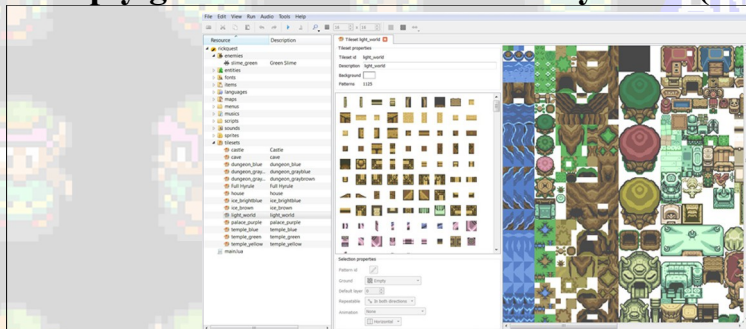 File Edit View Run Audio Tools Help
Resource Description
Tileset light_world
rickquest
Tileset properties
enemies
Tileset id light_world
slime_green Green Slime
Description light_world
entities
Background
fonts
Patterns 1125
items
languages
maps
menus
musics
scripts
sounds
sprites
tilesets
castle Castle
cave cave
dungeon_blue dungeon_blue
dungeon_gray... dungeon_grayblue
dungeon_gray... dungeon_graybrown
full Hyrule full Hyrule
house house
ice_brightblue ice_brightblue
ice_brown ice_brown
light_world light_world
palace_purple palace_purple
temple_blue temple_blue
temple_green temple_green
temple_yellow temple_yellow
main.lua
Selection properties
Pattern id
Ground Empty
Default layer 0
Repeatable In both directions
Animation None
Horizontal